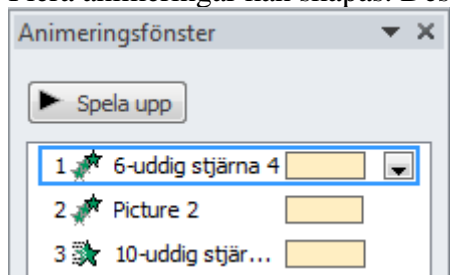 Animeringsfönster
Spela upp
1 6-uddig stjärna 4
2 Picture 2
3 10-uddig stjär...